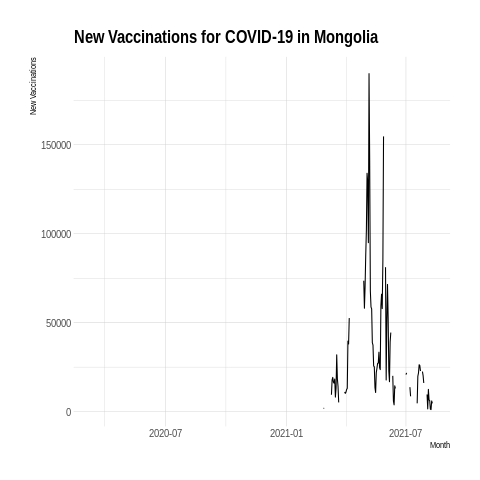 New Vaccinations for COVID-19 in Mongolia
New Vaccinations
150000
100000
50000
0
2020-07
2021-01
2021-07
Month